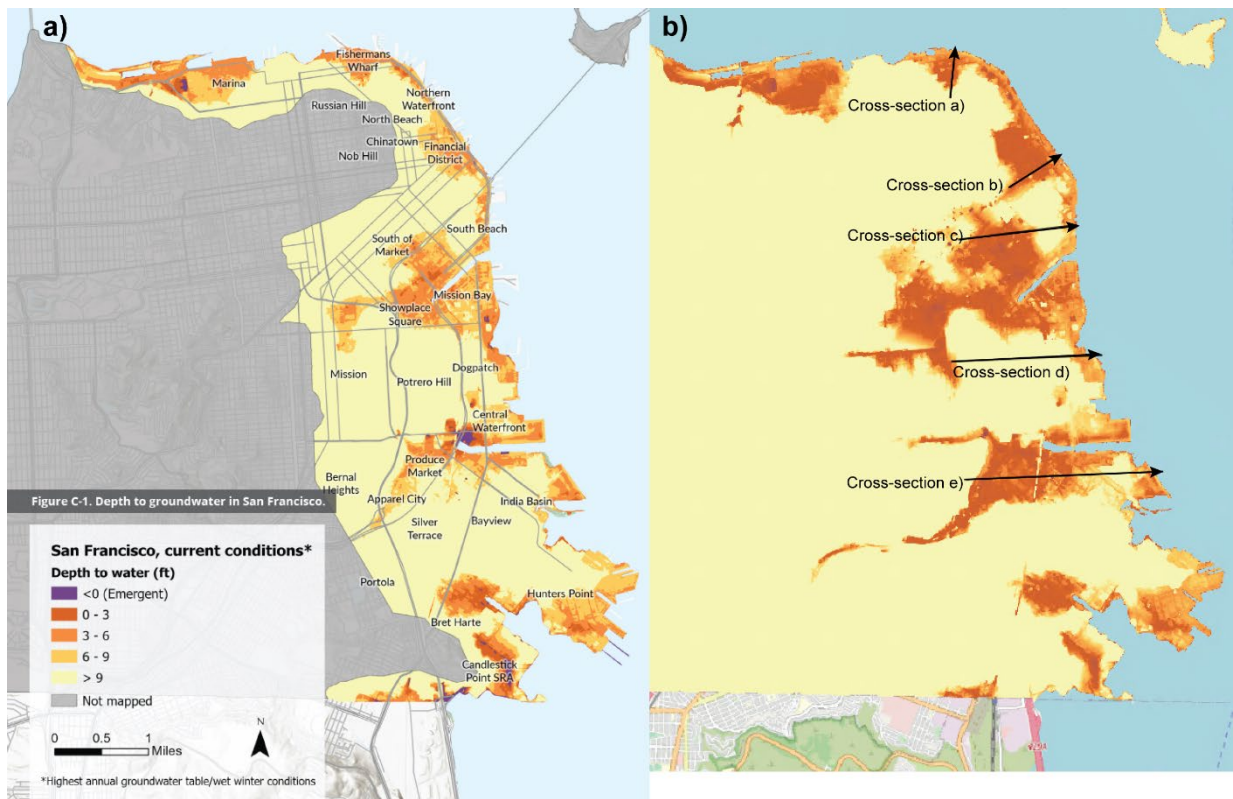 a)
Fishermans
Wharf
Marina
Northern
Waterfront
Russian Hill
North Beach
Chinatown
Financial
District
Nob Hill
South Beach
South of
Market
Mission Bay
Showplace
Square
Dogpatch
Mission
Potrero Hill
Central
Waterfront
Produce
Market
Bernal
Heights
Apparel City
India Basin
Silver
Terrace
Bayview
Portola
Hunters Point
Bret Harte
Candlestick
Point SRA
Figure C-1. Depth to groundwater in San Francisco.
San Francisco, current conditions*
Depth to water (ft)
<0 (Emergent)
0 - 3
3 - 6
6 - 9
> 9
Not mapped
N
0 0.5 1
Miles
*Highest annual groundwater table/wet winter conditions
b)
Cross-section a)
Cross-section b)
Cross-section c)
Cross-section d)
Cross-section e)